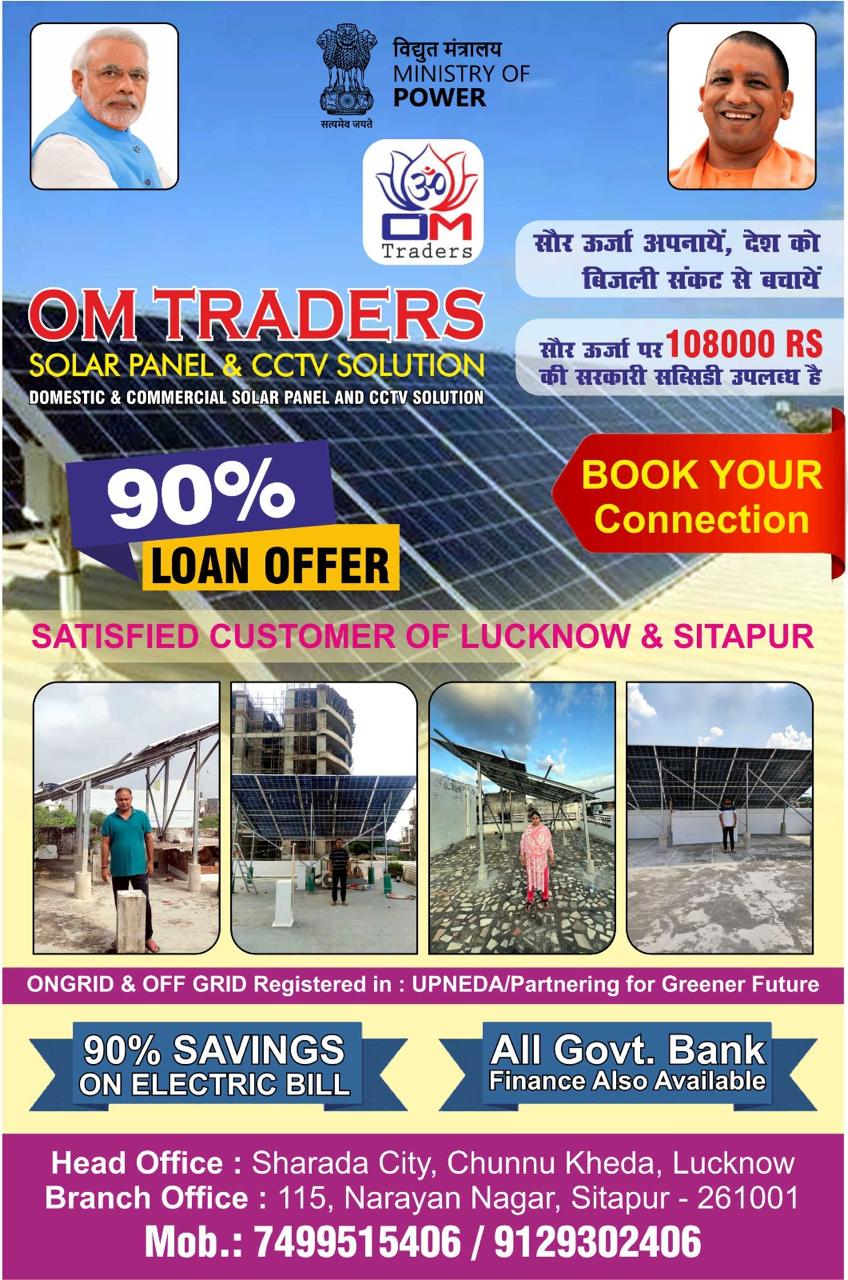 विद्युत मंत्रालय
MINISTRY OF
POWER
सत्यमेव जयते
ॐ
OM
Traders
सौर ऊर्जा अपनायें, देश को
बिजली संकट से बचायें
OM TRADERS
SOLAR PANEL & CCTV SOLUTION
DOMESTIC & COMMERCIAL SOLAR PANEL AND CCTV SOLUTION
सौर ऊर्जा पर 108000 RS
की सरकारी सब्सिडी उपलब्ध है
90%
LOAN OFFER
BOOK YOUR
Connection
SATISFIED CUSTOMER OF LUCKNOW & SITAPUR
ONGRID & OFF GRID Registered in : UPNEDA/Partnering for Greener Future
90% SAVINGS
ON ELECTRIC BILL
All Govt. Bank
Finance Also Available
Head Office : Sharada City, Chunnu Kheda, Lucknow
Branch Office : 115, Narayan Nagar, Sitapur - 261001
Mob.: 7499515406 / 9129302406